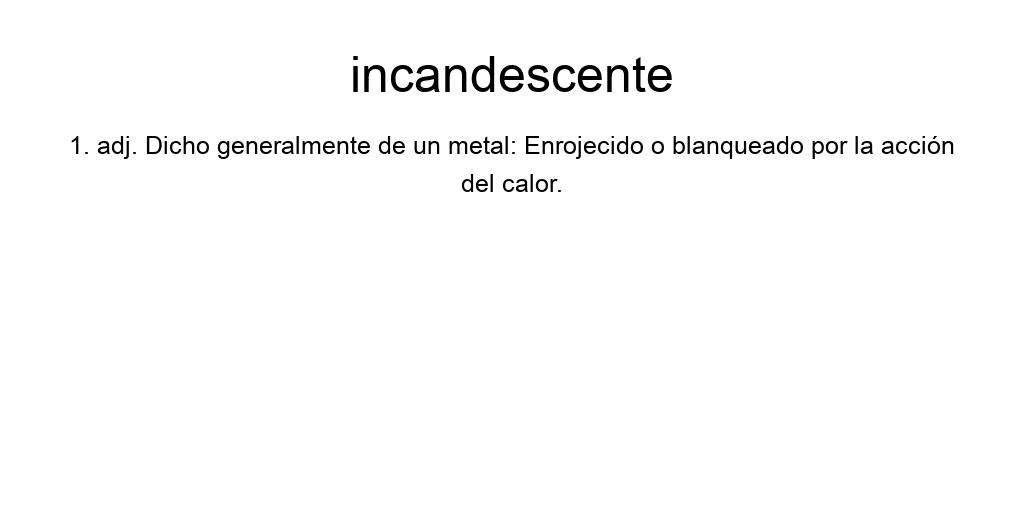 incandescente
1. adj. Dicho generalmente de un metal: Enrojecido o blanqueado por la acción
del calor.